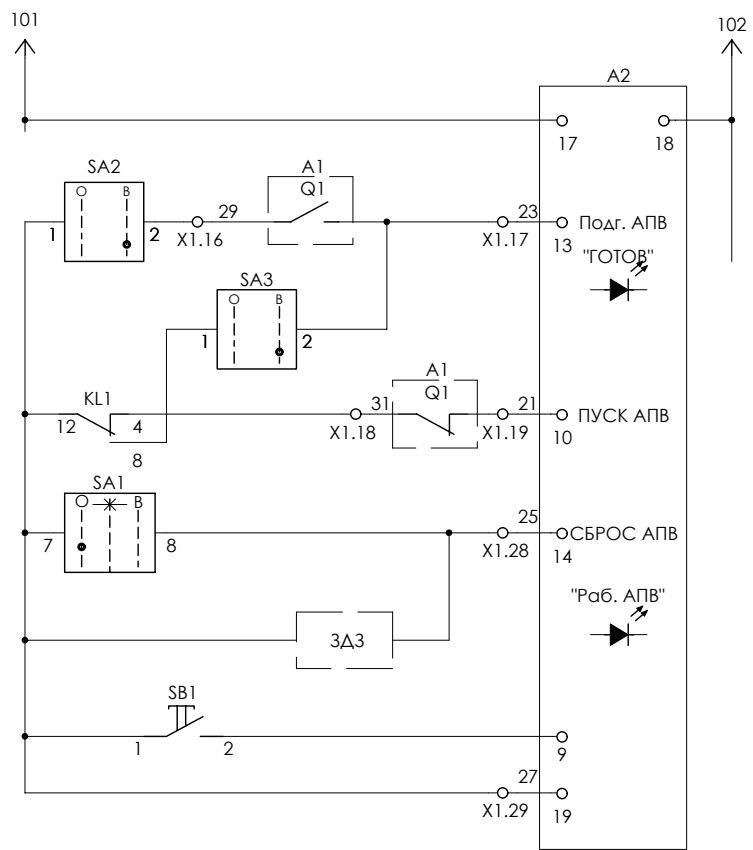 101
102
A2
17
18
SA2
O
B
1
2
X1.16
29
A1
Q1
X1.17
23
13
Подг. АПВ
"ГОТОВ"
SA3
O
B
1
2
KL1
12
4
8
X1.18
31
A1
Q1
X1.19
21
10
ПУСК АПВ
SA1
O
B
7
8
X1.28
25
14
СБРОС АПВ
"Раб. АПВ"
ЗДЗ
SB1
1
2
9
X1.29
27
19